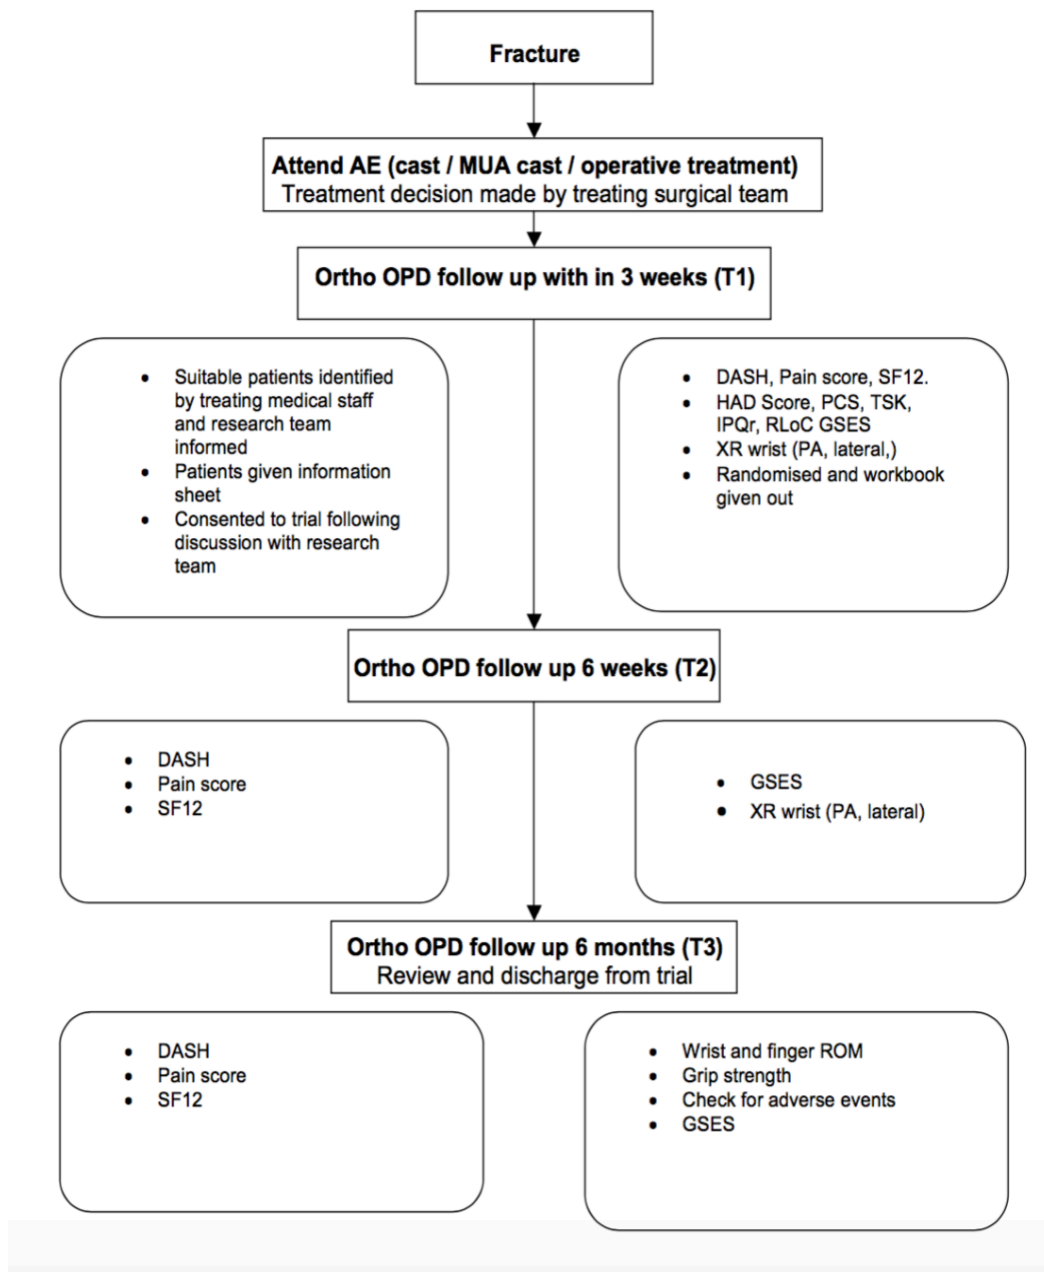 Fracture
Attend AE (cast / MUA cast / operative treatment)
Treatment decision made by treating surgical team
Ortho OPD follow up with in 3 weeks (T1)
• Suitable patients identified
by treating medical staff
and research team
informed
• Patients given information
sheet
• Consented to trial following
discussion with research
team
• DASH, Pain score, SF12.
• HAD Score, PCS, TSK,
IPQr, RLoC GSES
• XR wrist (PA, lateral,)
• Randomised and workbook
given out
Ortho OPD follow up 6 weeks (T2)
• DASH
• Pain score
• SF12
• GSES
• XR wrist (PA, lateral)
Ortho OPD follow up 6 months (T3)
Review and discharge from trial
• DASH
• Pain score
• SF12
• Wrist and finger ROM
• Grip strength
• Check for adverse events
• GSES